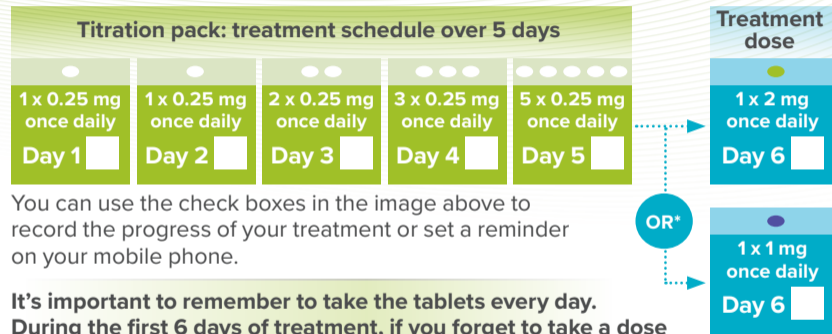 Titration pack: treatment schedule over 5 days
1 x 0.25 mg
once daily
Day 1
1 x 0.25 mg
once daily
Day 2
2 x 0.25 mg
once daily
Day 3
3 x 0.25 mg
once daily
Day 4
5 x 0.25 mg
once daily
Day 5
Treatment
dose
1 x 2 mg
once daily
Day 6
OR*
1 x 1 mg
once daily
Day 6
You can use the check boxes in the image above to
record the progress of your treatment or set a reminder
on your mobile phone.
It’s important to remember to take the tablets every day.
During the first 6 days of treatment, if you forget to take a dose